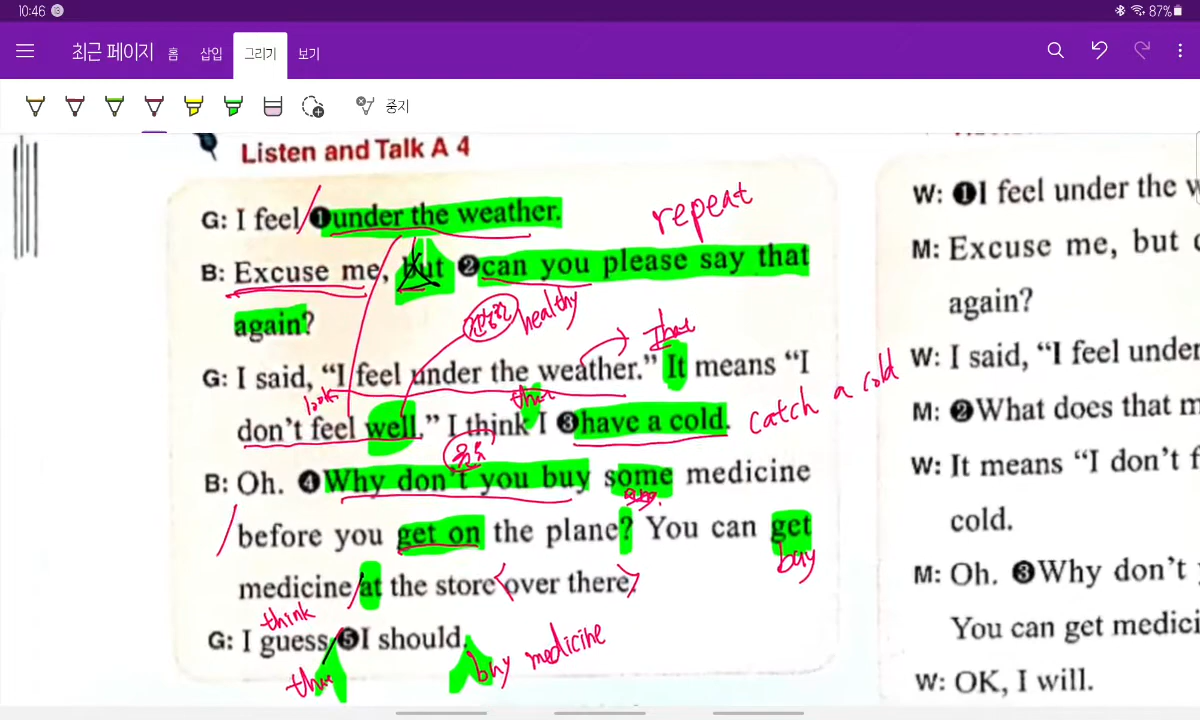 10:46 3 87%
최근 페이지 홈 삽입 그리기 보기
중지
Listen and Talk A 4
G: I feel ❶under the weather.
repeat
B: Excuse me, but ❷can you please say that
again?
건강한 healthy
that
G: I said, "I feel under the weather." It means "I
look that
don't feel well." I think I ❸have a cold.
catch a cold
B: Oh. ❹Why don't you buy some medicine
before you get on the plane? You can get
buy
medicine at the store <over there>
think
G: I guess ❺I should.
that buy medicine
W: ❶I feel under the w
M: Excuse me, but c
again?
W: I said, "I feel under
M: ❷What does that m
W: It means "I don't f
cold.
M: Oh. ❸Why don't y
You can get medici
W: OK, I will.